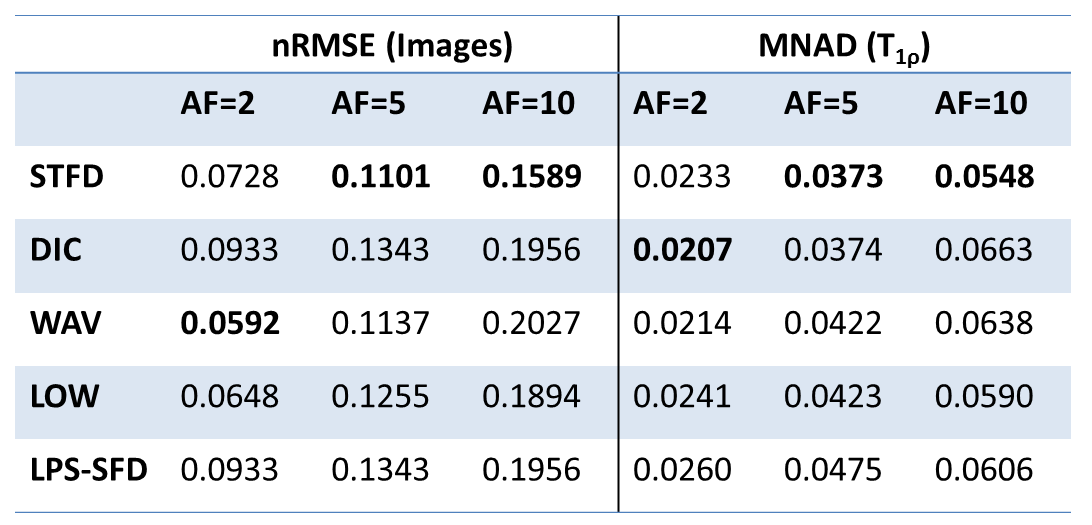 nRMSE (Images) MNAD (T1ρ)
AF=2 AF=5 AF=10 AF=2 AF=5 AF=10
STFD 0.0728 0.1101 0.1589 0.0233 0.0373 0.0548
DIC 0.0933 0.1343 0.1956 0.0207 0.0374 0.0663
WAV 0.0592 0.1137 0.2027 0.0214 0.0422 0.0638
LOW 0.0648 0.1255 0.1894 0.0241 0.0423 0.0590
LPS-SFD 0.0933 0.1343 0.1956 0.0260 0.0475 0.0606